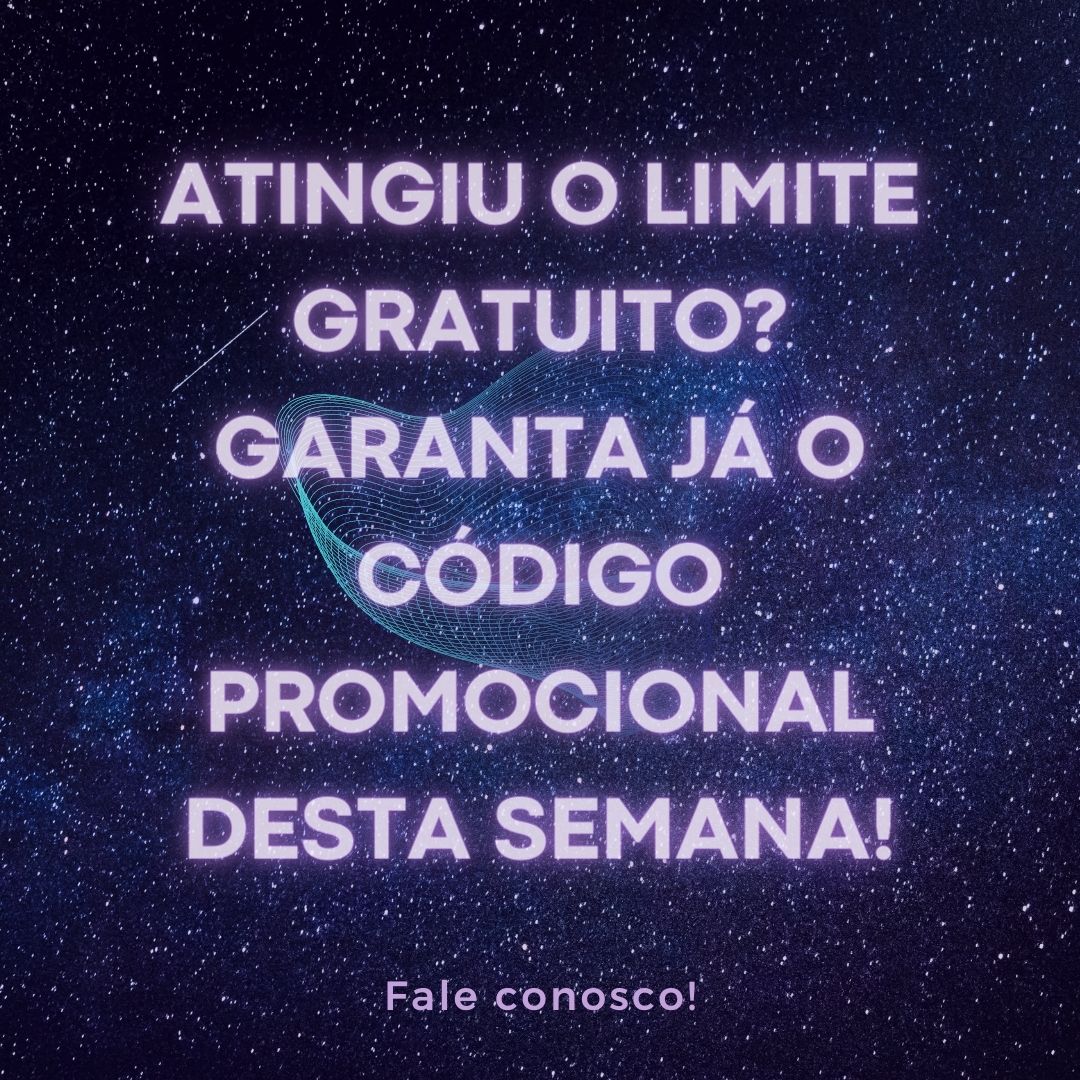 ATINGIU O LIMITE
GRATUITO?
GARANTA JÁ O
CÓDIGO
PROMOCIONAL
DESTA SEMANA!
Fale conosco!